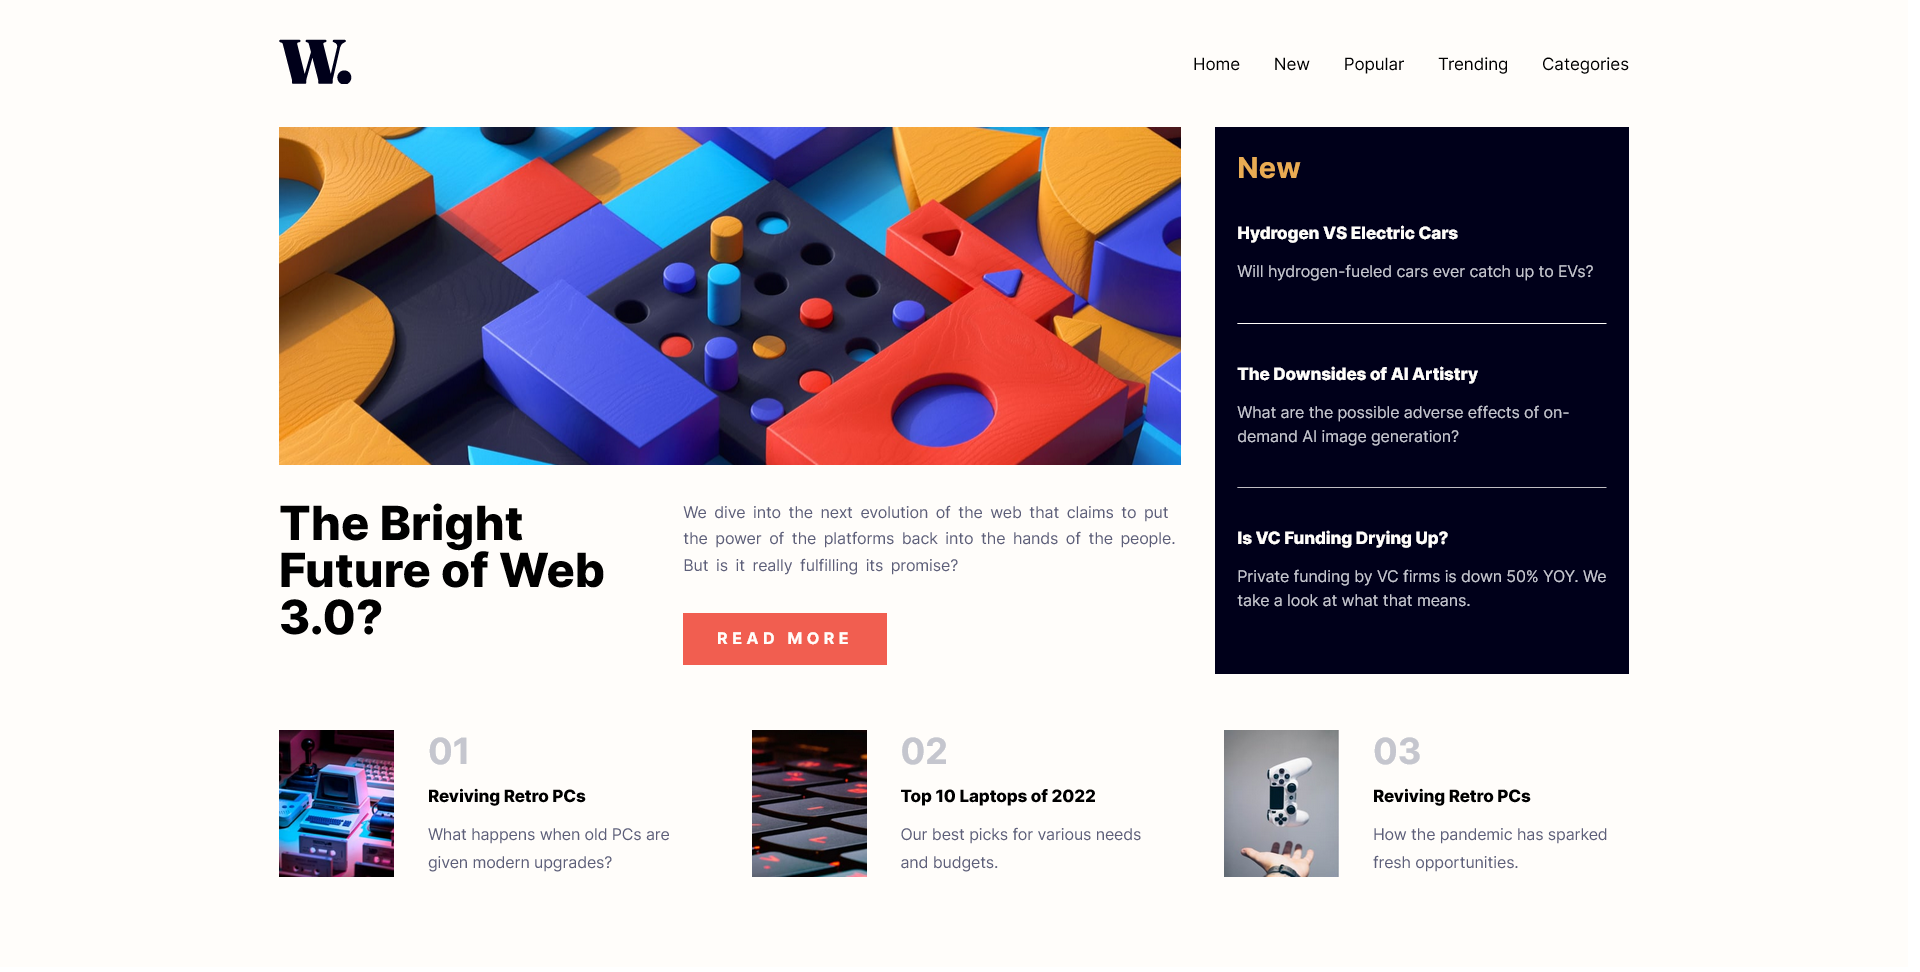 W.
Home New Popular Trending Categories
New
Hydrogen VS Electric Cars
Will hydrogen-fueled cars ever catch up to EVs?
The Downsides of AI Artistry
What are the possible adverse effects of on-
demand AI image generation?
Is VC Funding Drying Up?
Private funding by VC firms is down 50% YOY. We
take a look at what that means.
The Bright
Future of Web
3.0?
We dive into the next evolution of the web that claims to put
the power of the platforms back into the hands of the people.
But is it really fulfilling its promise?
READ MORE
01
Reviving Retro PCs
What happens when old PCs are
given modern upgrades?
02
Top 10 Laptops of 2022
Our best picks for various needs
and budgets.
03
Reviving Retro PCs
How the pandemic has sparked
fresh opportunities.